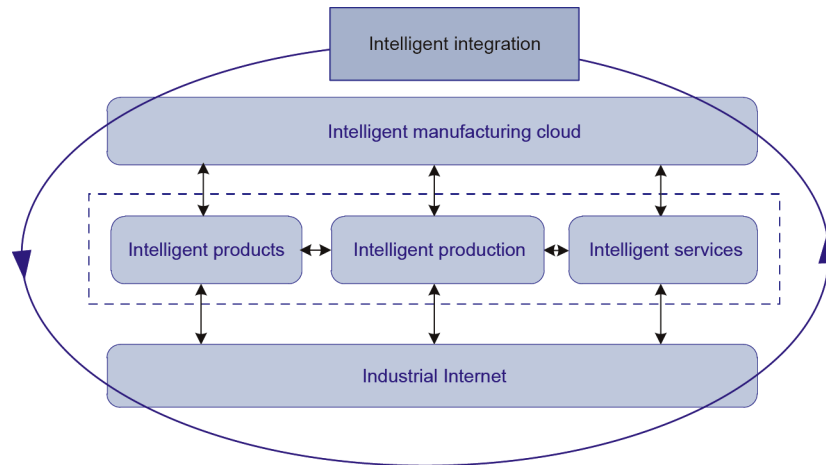 Intelligent integration
Intelligent manufacturing cloud
Intelligent products
Intelligent production
Intelligent services
Industrial Internet